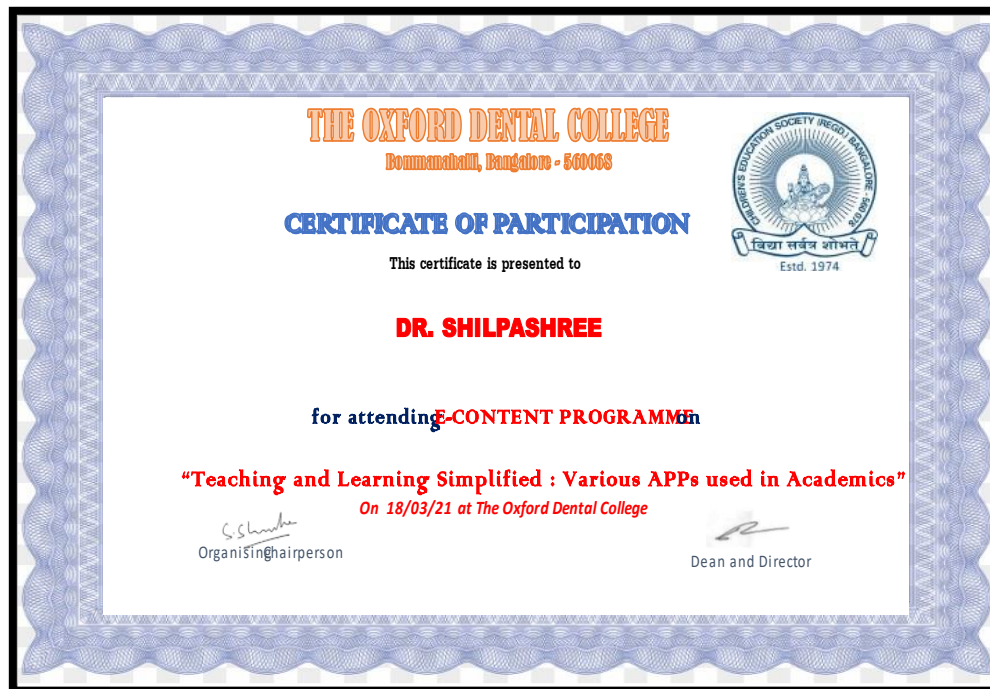 THE OXFORD DENTAL COLLEGE
Bommanahalli, Bangalore - 560068
CHILDREN'S EDUCATION SOCIETY (REGD.) BANGALORE - 560 078
विद्या सर्वत्र शोभते
Estd. 1974
CERTIFICATE OF PARTICIPATION
This certificate is presented to
DR. SHILPASHREE
for attending E-CONTENT PROGRAMME on
“Teaching and Learning Simplified : Various APPs used in Academics”
On 18/03/21 at The Oxford Dental College
Organising Chairperson
Dean and Director